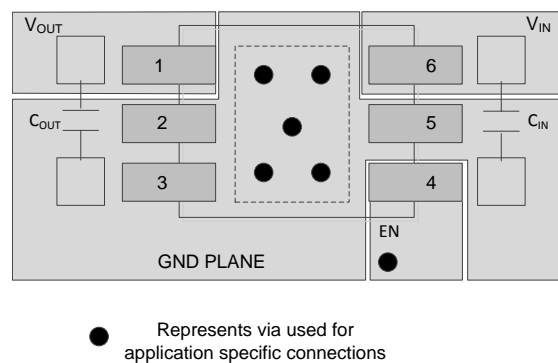 VOUT
VIN
1
6
COUT
2
5
CIN
3
4
EN
GND PLANE
Represents via used for
application specific connections